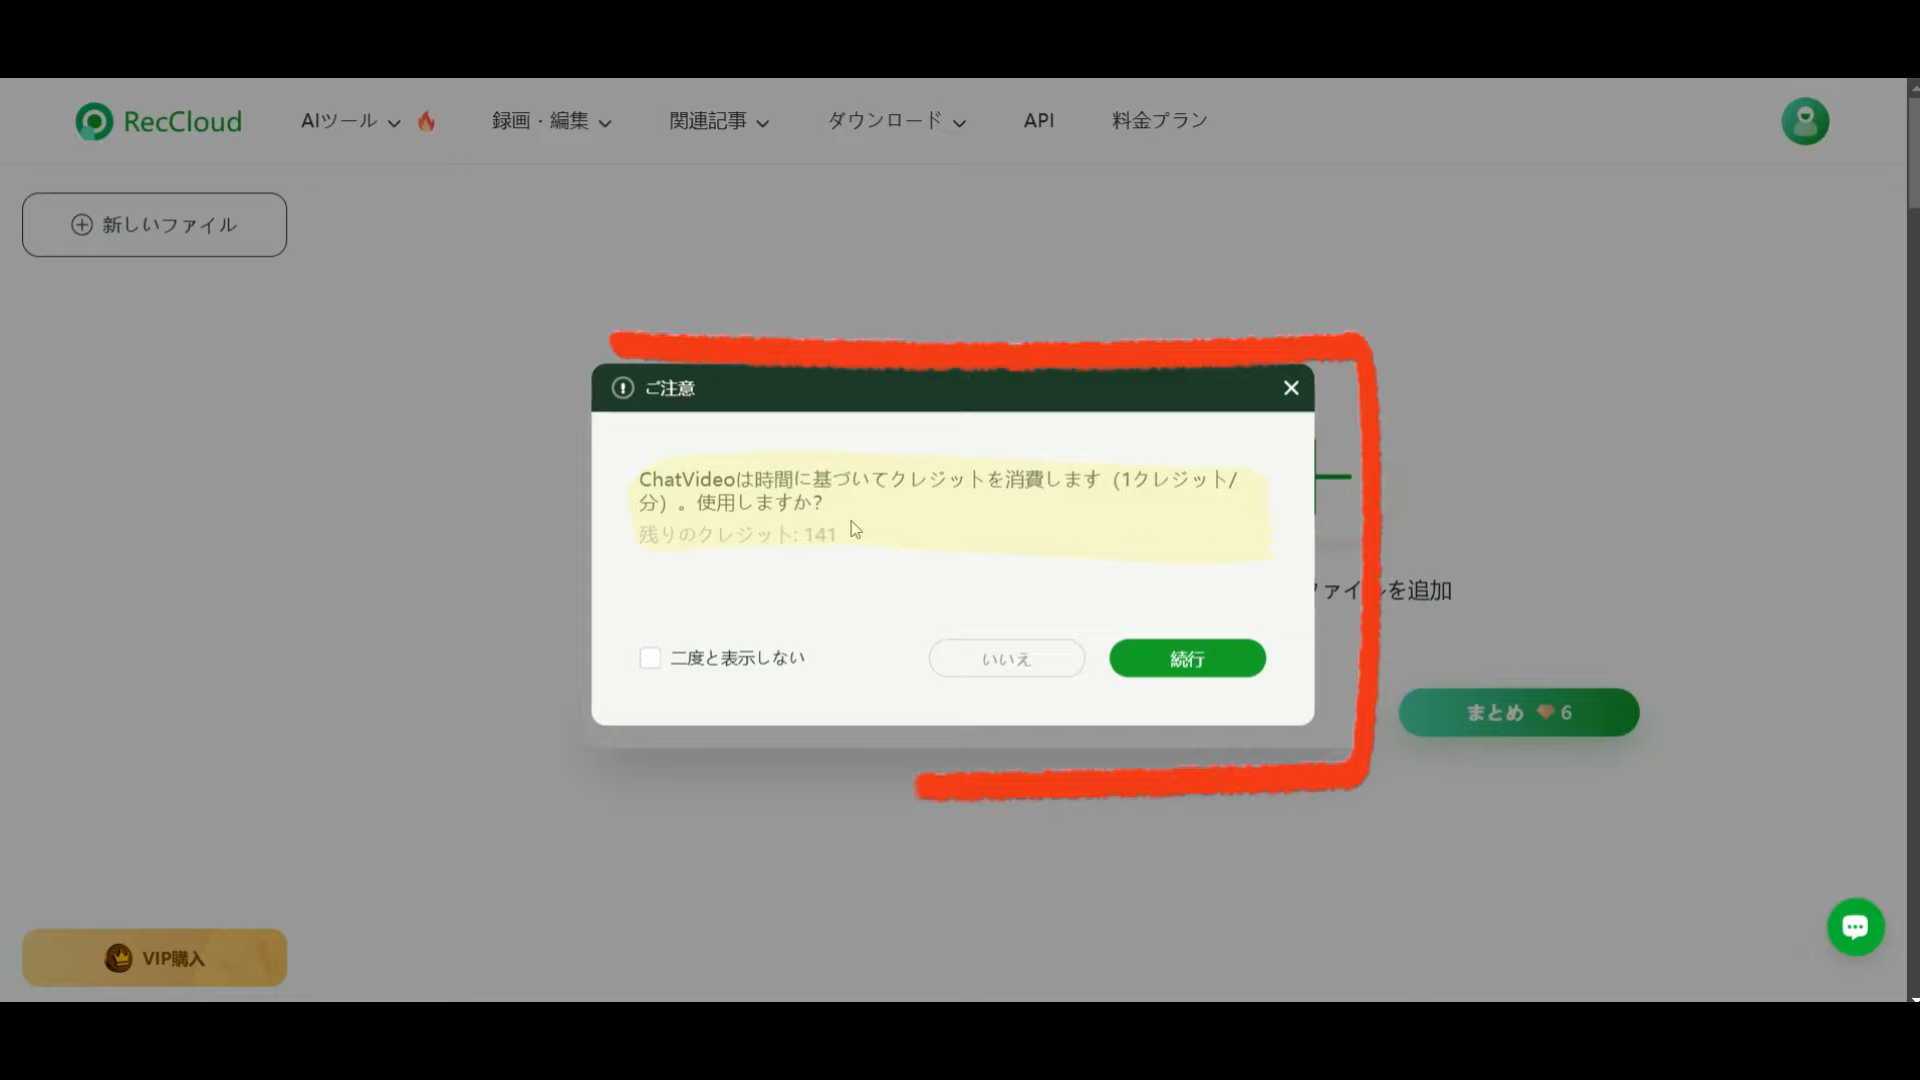 RecCloud
AIツール
録画・編集
関連記事
ダウンロード
API
料金プラン
新しいファイル
ご注意
ChatVideoは時間に基づいてクレジットを消費します（1クレジット/
分）。使用しますか?
残りのクレジット: 141
ァイルを追加
二度と表示しない
いいえ
続行
まとめ 6
VIP購入